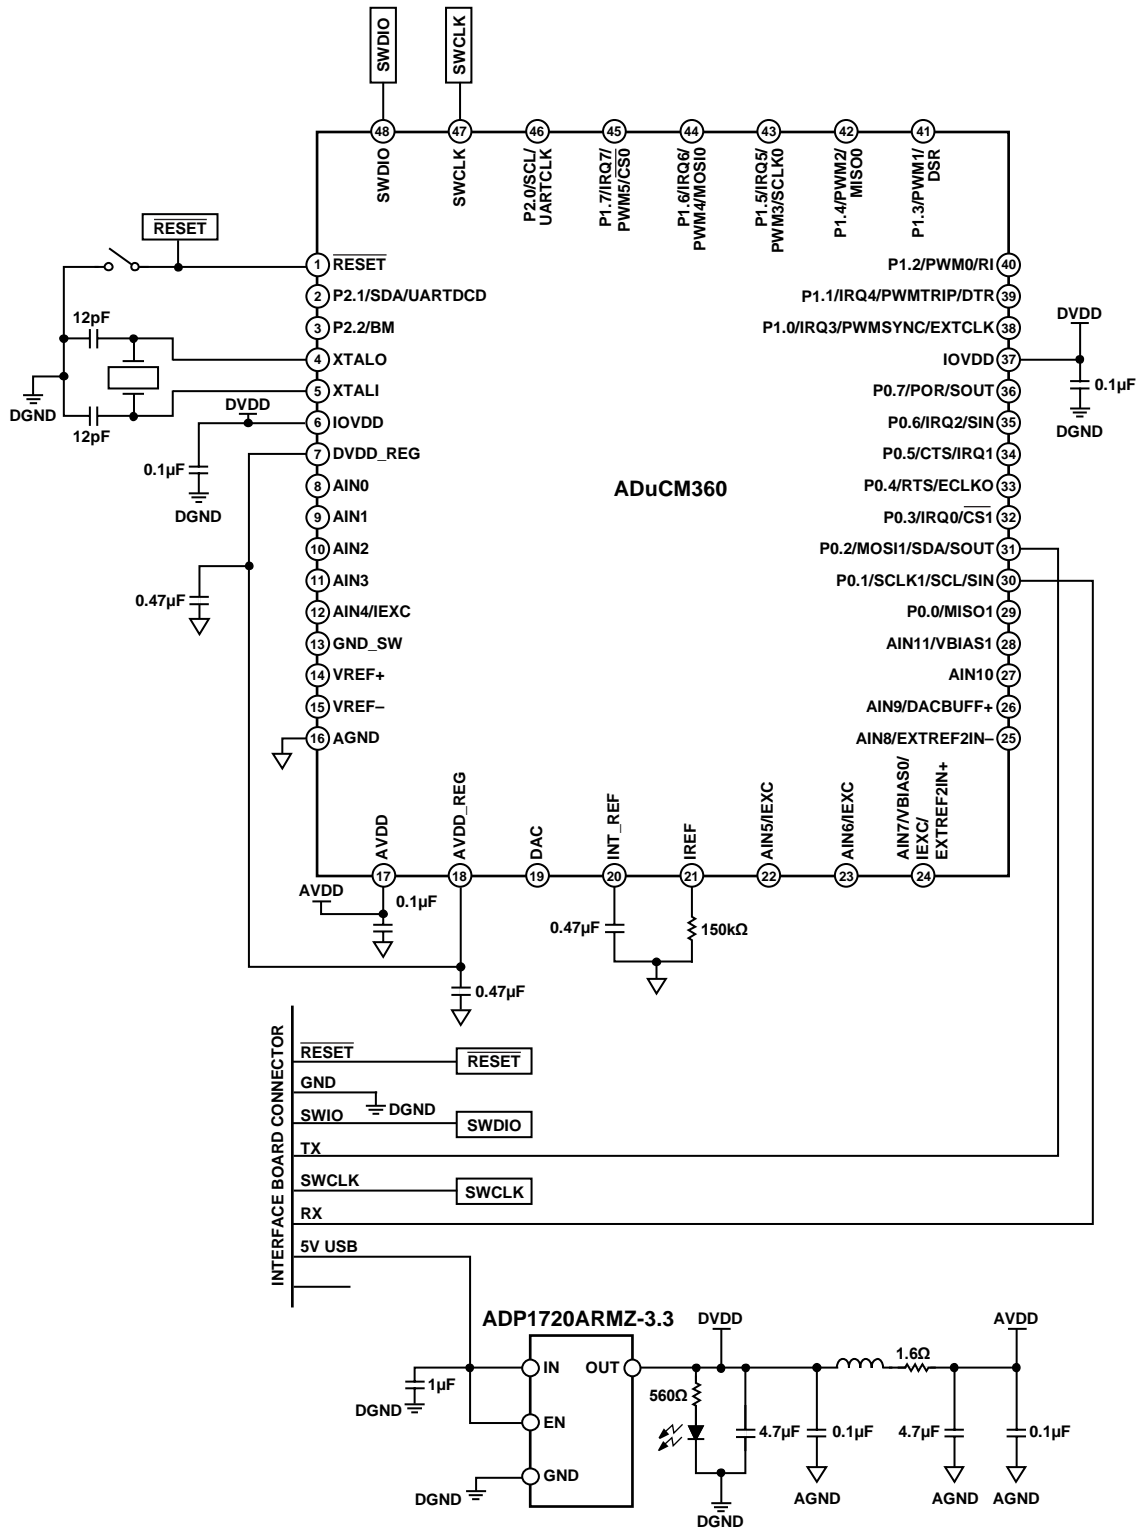 SWDIO
SWCLK
48
47
46
45
44
43
42
41
SWDIO
SWCLK
P2.0/SCL/
UARTCLK
P1.7/IRQ7/
PWM5/CS0
P1.6/IRQ6/
PWM4/MOSI0
P1.5/IRQ5/
PWM3/SCLK0
P1.4/PWM2/
MISO0
P1.3/PWM1/
DSR
RESET
1 RESET
2 P2.1/SDA/UARTDCD
3 P2.2/BM
4 XTALO
5 XTALI
6 IOVDD
7 DVDD_REG
8 AIN0
9 AIN1
10 AIN2
11 AIN3
12 AIN4/IEXC
13 GND_SW
14 VREF+
15 VREF–
16 AGND
12pF
DGND
12pF
DVDD
0.1µF
DGND
0.47µF
ADuCM360
P1.2/PWM0/RI 40
P1.1/IRQ4/PWMTRIP/DTR 39
P1.0/IRQ3/PWMSYNC/EXTCLK 38
IOVDD 37
P0.7/POR/SOUT 36
P0.6/IRQ2/SIN 35
P0.5/CTS/IRQ1 34
P0.4/RTS/ECLKO 33
P0.3/IRQ0/CS1 32
P0.2/MOSI1/SDA/SOUT 31
P0.1/SCLK1/SCL/SIN 30
P0.0/MISO1 29
AIN11/VBIAS1 28
AIN10 27
AIN9/DACBUFF+ 26
AIN8/EXTREF2IN– 25
DVDD
0.1µF
DGND
AVDD
AVDD_REG
DAC
INT_REF
IREF
AIN5/IEXC
AIN6/IEXC
AIN7/VBIAS0/
IEXC/
EXTREF2IN+
17
18
19
20
21
22
23
24
AVDD
0.1µF
0.47µF
150kΩ
0.47µF
INTERFACE BOARD CONNECTOR
RESET
RESET
GND
DGND
SWIO
SWDIO
TX
SWCLK
SWCLK
RX
5V USB
ADP1720ARMZ-3.3
DVDD
AVDD
IN
OUT
EN
GND
1µF
DGND
DGND
560Ω
1.6Ω
4.7µF
0.1µF
4.7µF
0.1µF
DGND
AGND
AGND
AGND